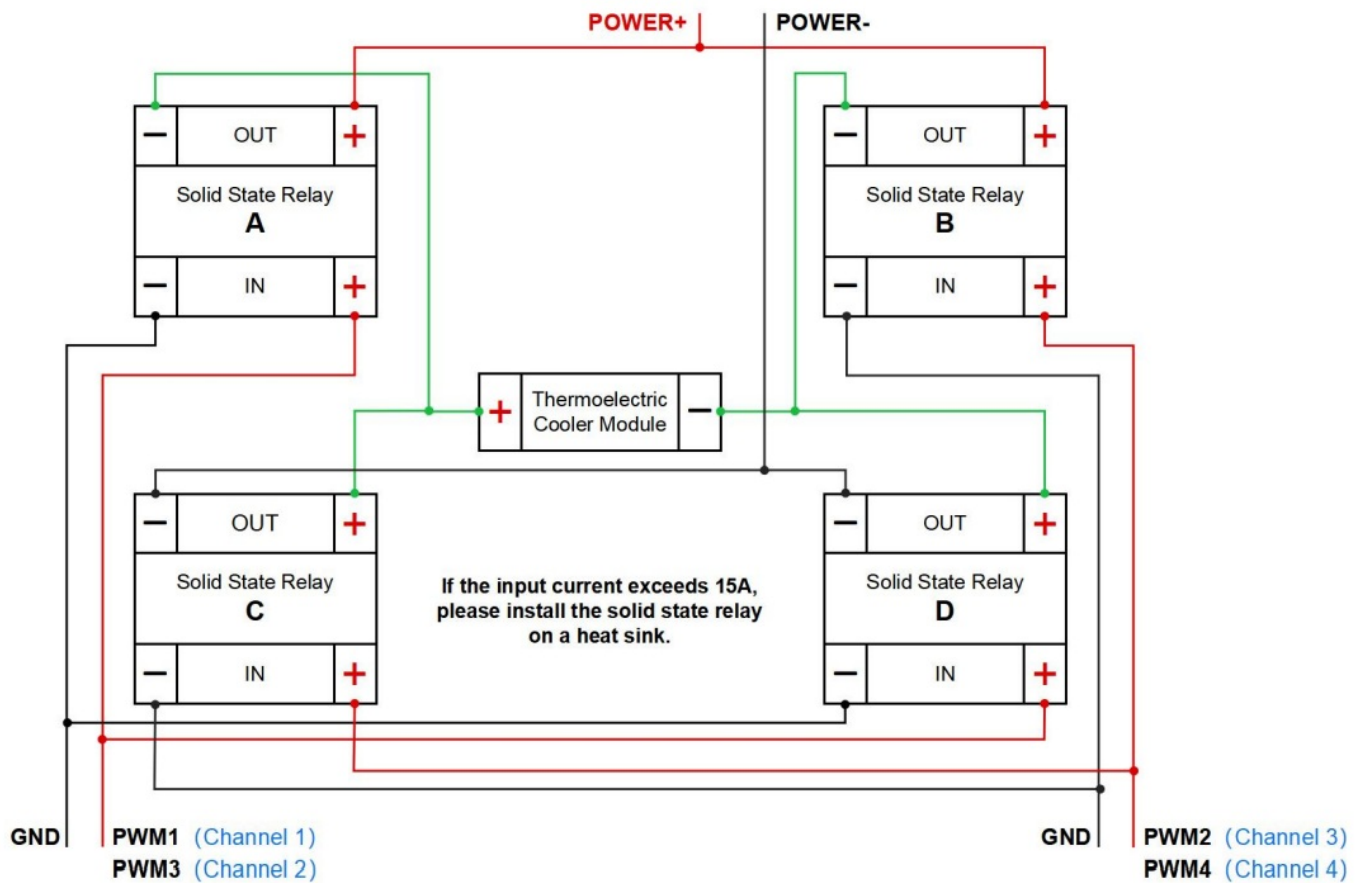 POWER+ POWER-
− OUT + − OUT +
Solid State Relay Solid State Relay
A B
− IN + − IN +
+ Thermoelectric −
Cooler Module
− OUT + − OUT +
Solid State Relay Solid State Relay
C D
If the input current exceeds 15A,
please install the solid state relay
on a heat sink.
− IN + − IN +
GND PWM1 (Channel 1) GND PWM2 (Channel 3)
PWM3 (Channel 2) PWM4 (Channel 4)